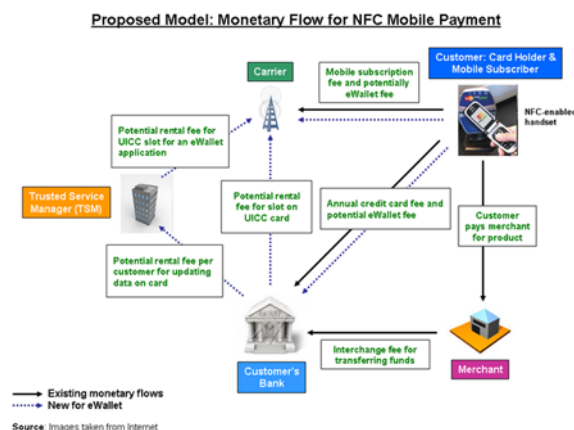 Proposed Model: Monetary Flow for NFC Mobile Payment
Customer: Card Holder &
Mobile Subscriber
Carrier
Mobile subscription
fee and potentially
eWallet fee
NFC-enabled
handset
Potential rental fee for
UICC slot for an eWallet
application
Trusted Service
Manager (TSM)
Potential rental
fee for slot on
UICC card
Annual credit card fee and
potential eWallet fee
Customer
pays merchant
for product
Potential rental fee per
customer for updating
data on card
Interchange fee for
transferring funds
Customer's
Bank
Merchant
Existing monetary flows
New for eWallet
Source: Images taken from Internet